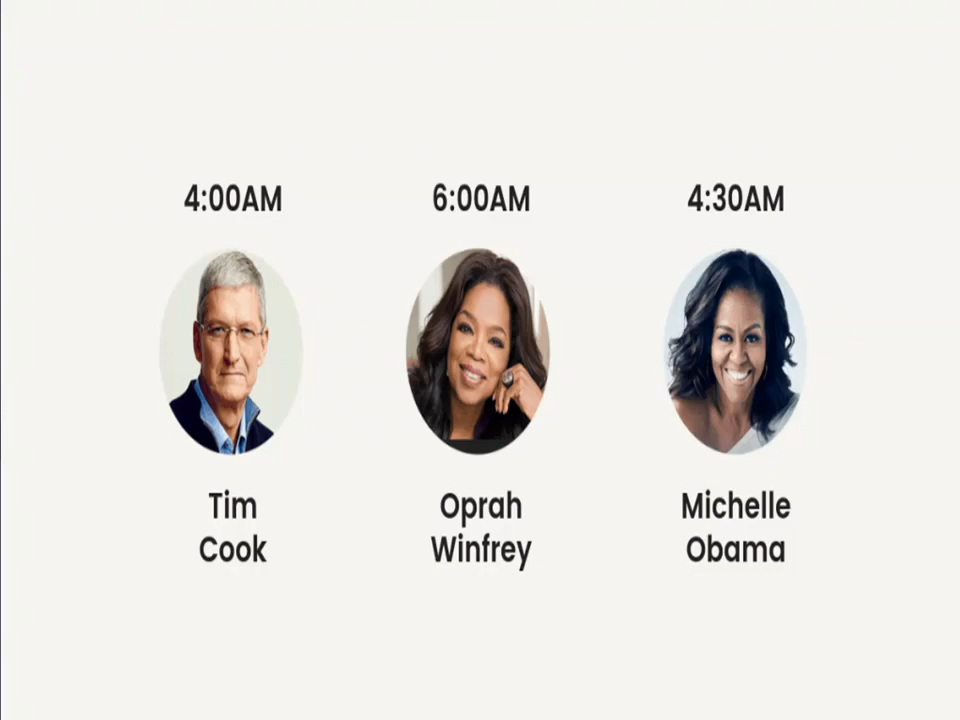 4:00AM
6:00AM
4:30AM
Tim
Cook
Oprah
Winfrey
Michelle
Obama